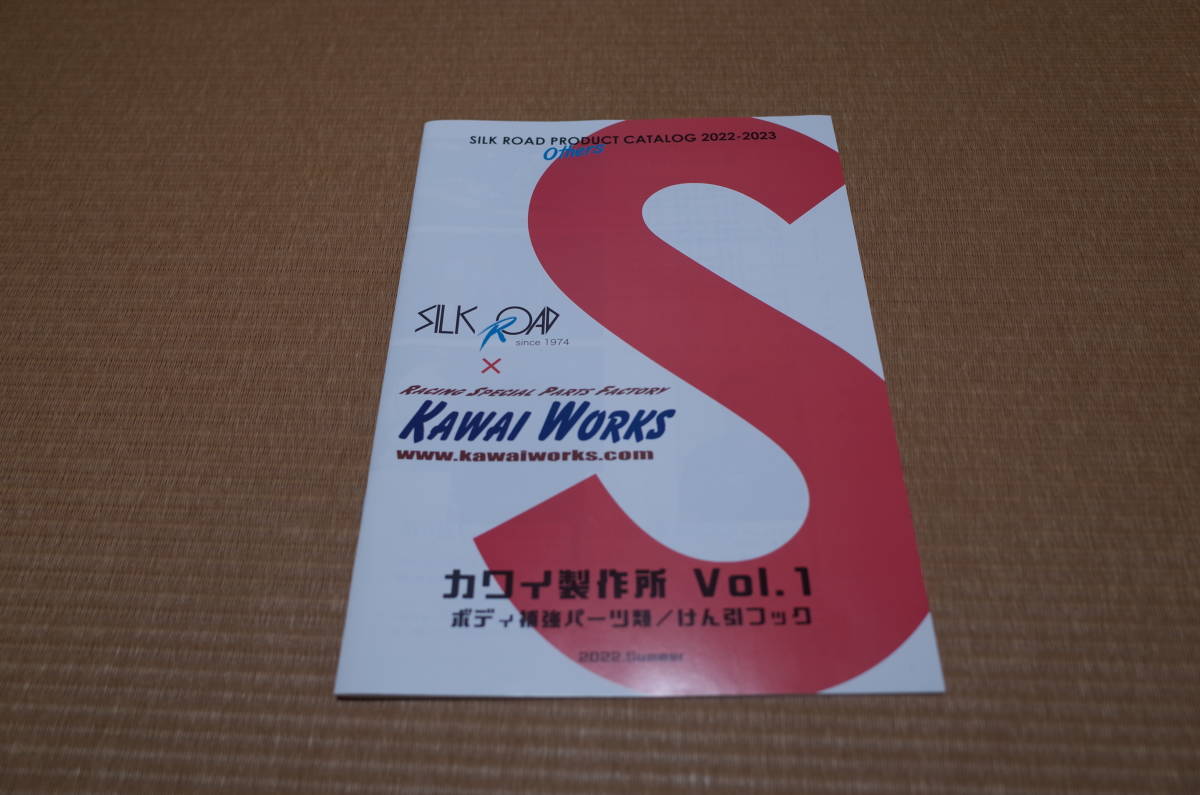 SILK ROAD PRODUCT CATALOG 2022-2023
Others
SILK ROAD
since 1974
×
RACING SPECIAL PARTS FACTORY
KAWAI WORKS
www.kawaiworks.com
カワイ製作所 Vol.1
ボディ補強パーツ類/けん引フック
2022.Summer